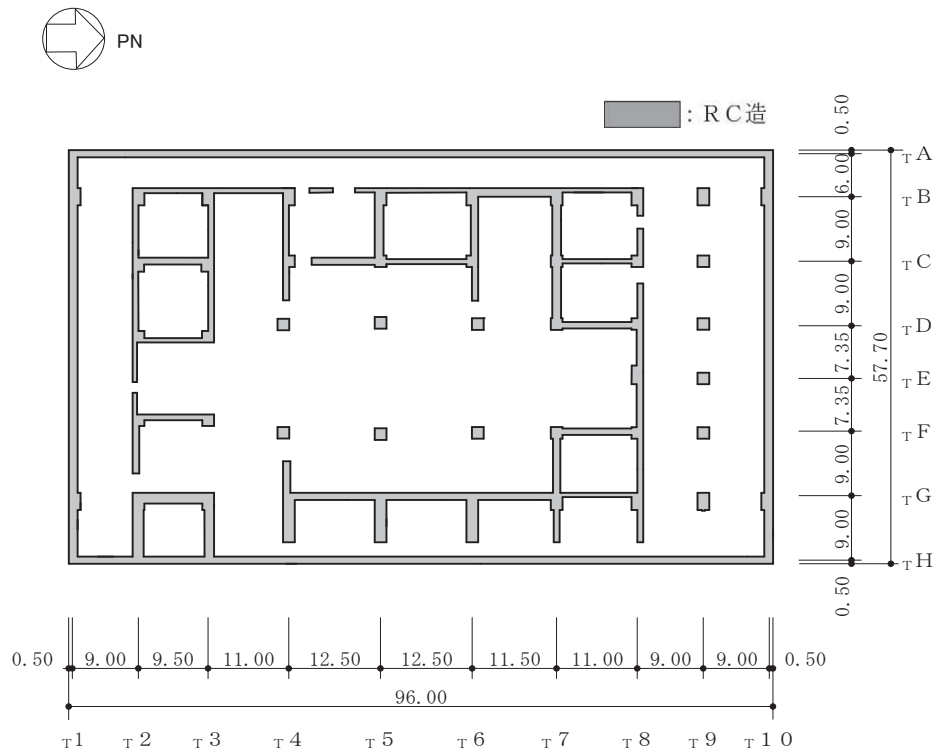 PN
：ＲＣ造
0.50
TA
6.00
TB
9.00
TC
9.00
TD
7.35
TE
57.70
7.35
TF
9.00
TG
9.00
TH
0.50
0.50 9.00 9.50 11.00 12.50 12.50 11.50 11.00 9.00 9.00 0.50
96.00
T1 T2 T3 T4 T5 T6 T7 T8 T9 T10